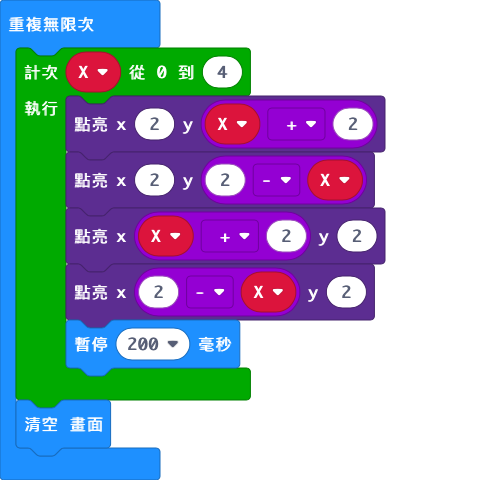 重複無限次
計次 X 從 0 到 4
執行
點亮 x 2 y X + 2
點亮 x 2 y 2 - X
點亮 x X + 2 y 2
點亮 x 2 - X y 2
暫停 200 毫秒
清空 畫面